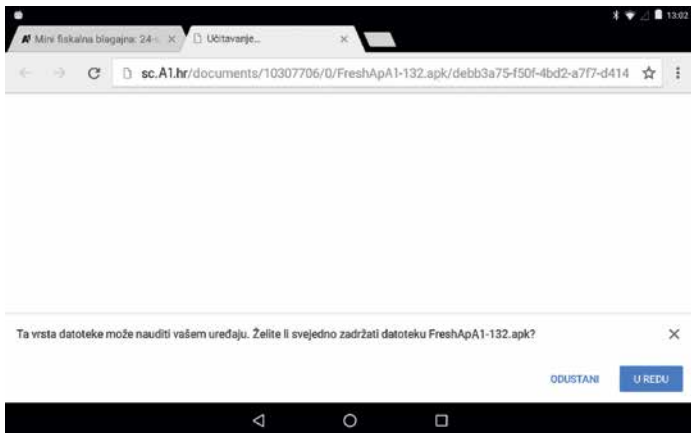 13:02
A1 Mini fiskalna blagajna: 24-
Učitavanje...
sc.A1.hr/documents/10307706/0/FreshApA1-132.apk/debb3a75-f50f-4bd2-a7f7-d414
Ta vrsta datoteke može nauditi vašem uređaju. Želite li svejedno zadržati datoteku FreshApA1-132.apk?
ODUSTANI
U REDU